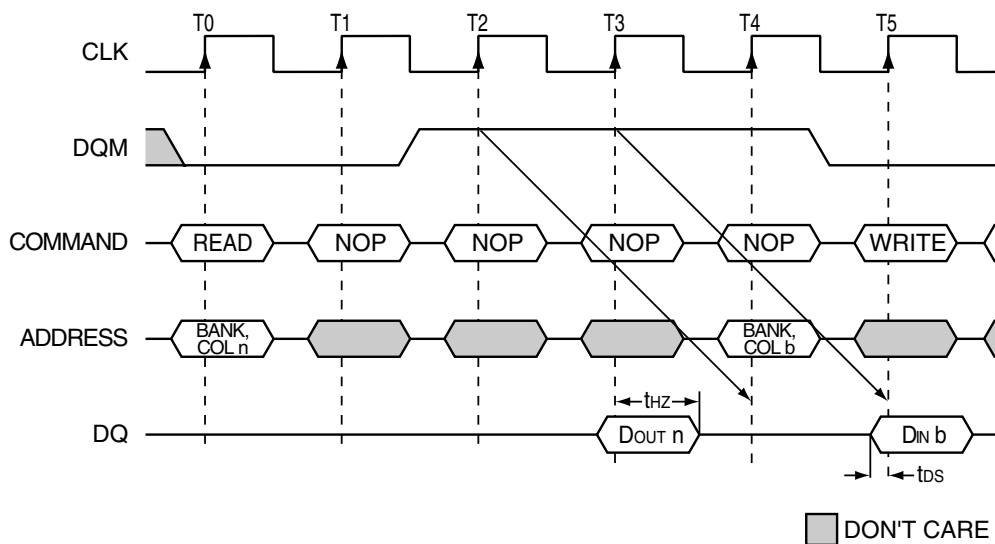 T0 T1 T2 T3 T4 T5
CLK
DQM
COMMAND READ NOP NOP NOP NOP WRITE
ADDRESS BANK, COL n BANK, COL b
tHZ
DQ DOUT n DIN b
tDS
DON'T CARE